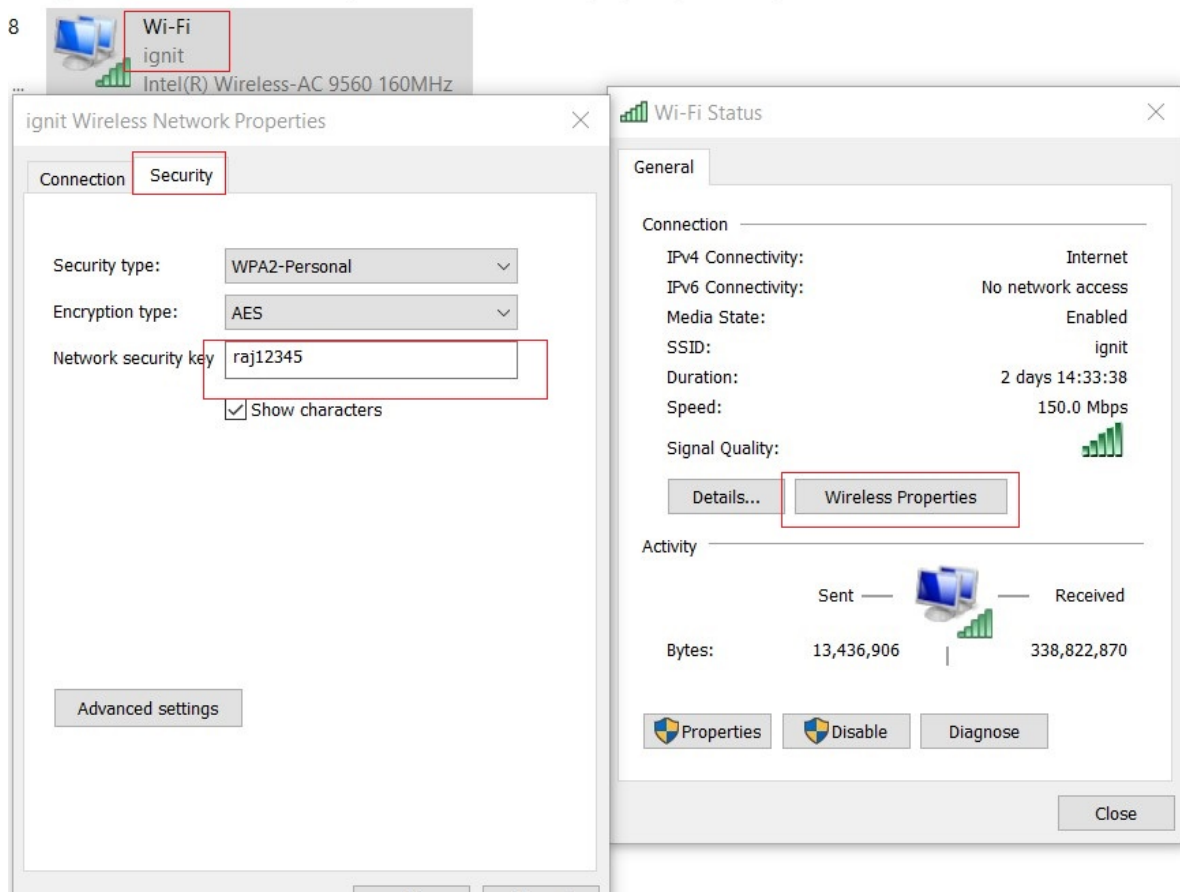 8
Wi-Fi
ignit
Intel(R) Wireless-AC 9560 160MHz
...
ignit Wireless Network Properties
Connection Security
Security type: WPA2-Personal
Encryption type: AES
Network security key raj12345
Show characters
Advanced settings
Wi-Fi Status
General
Connection
IPv4 Connectivity: Internet
IPv6 Connectivity: No network access
Media State: Enabled
SSID: ignit
Duration: 2 days 14:33:38
Speed: 150.0 Mbps
Signal Quality:
Details... Wireless Properties
Activity
Sent Received
Bytes: 13,436,906 338,822,870
Properties Disable Diagnose
Close